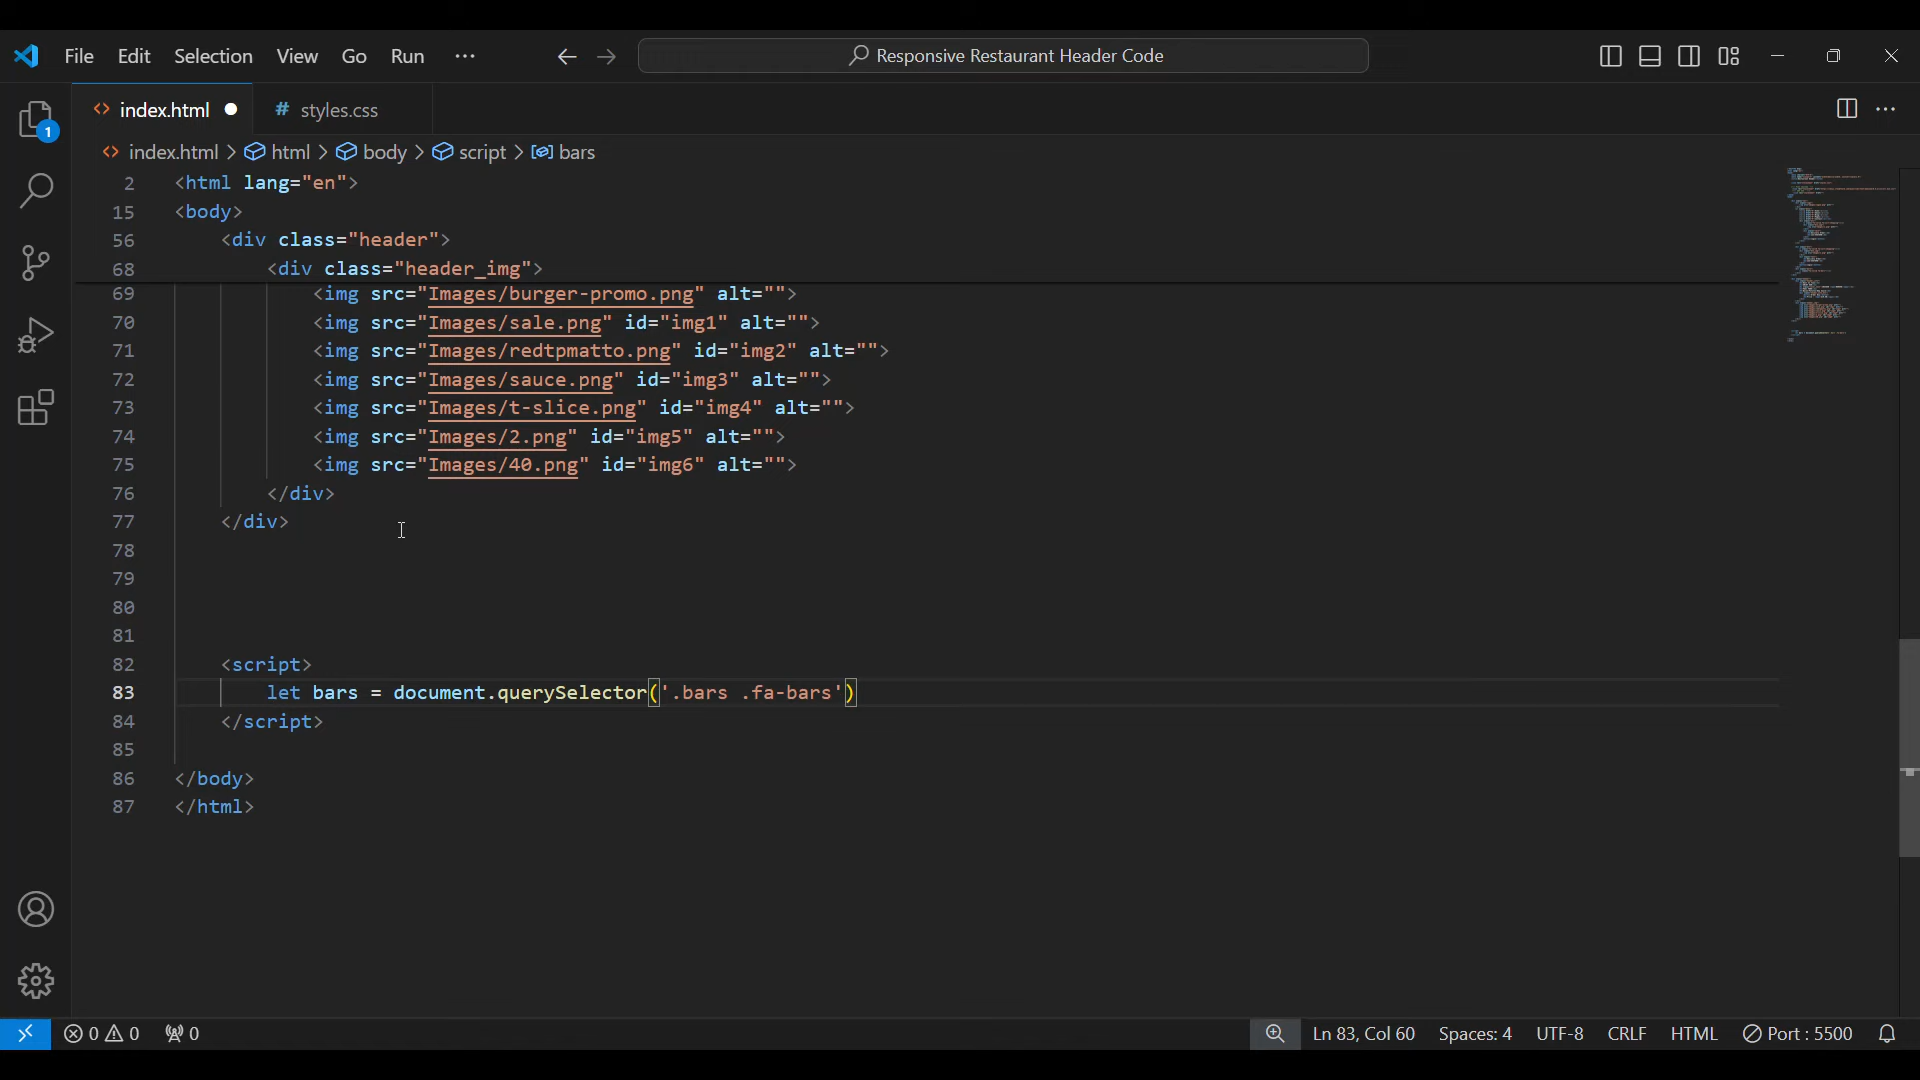 File Edit Selection View Go Run ··· Responsive Restaurant Header Code
index.html styles.css
1
index.html > html > body > script > bars
2 <html lang="en">
15 <body>
56 <div class="header">
68 <div class="header_img">
69 <img src="Images/burger-promo.png" alt="">
70 <img src="Images/sale.png" id="img1" alt="">
71 <img src="Images/redtpmatto.png" id="img2" alt="">
72 <img src="Images/sauce.png" id="img3" alt="">
73 <img src="Images/t-slice.png" id="img4" alt="">
74 <img src="Images/2.png" id="img5" alt="">
75 <img src="Images/40.png" id="img6" alt="">
76 </div>
77 </div>
78
79
80
81
82 <script>
83 let bars = document.querySelector('.bars .fa-bars')
84 </script>
85
86 </body>
87 </html>
0 0 0 Ln 83, Col 60 Spaces: 4 UTF-8 CRLF HTML Port : 5500